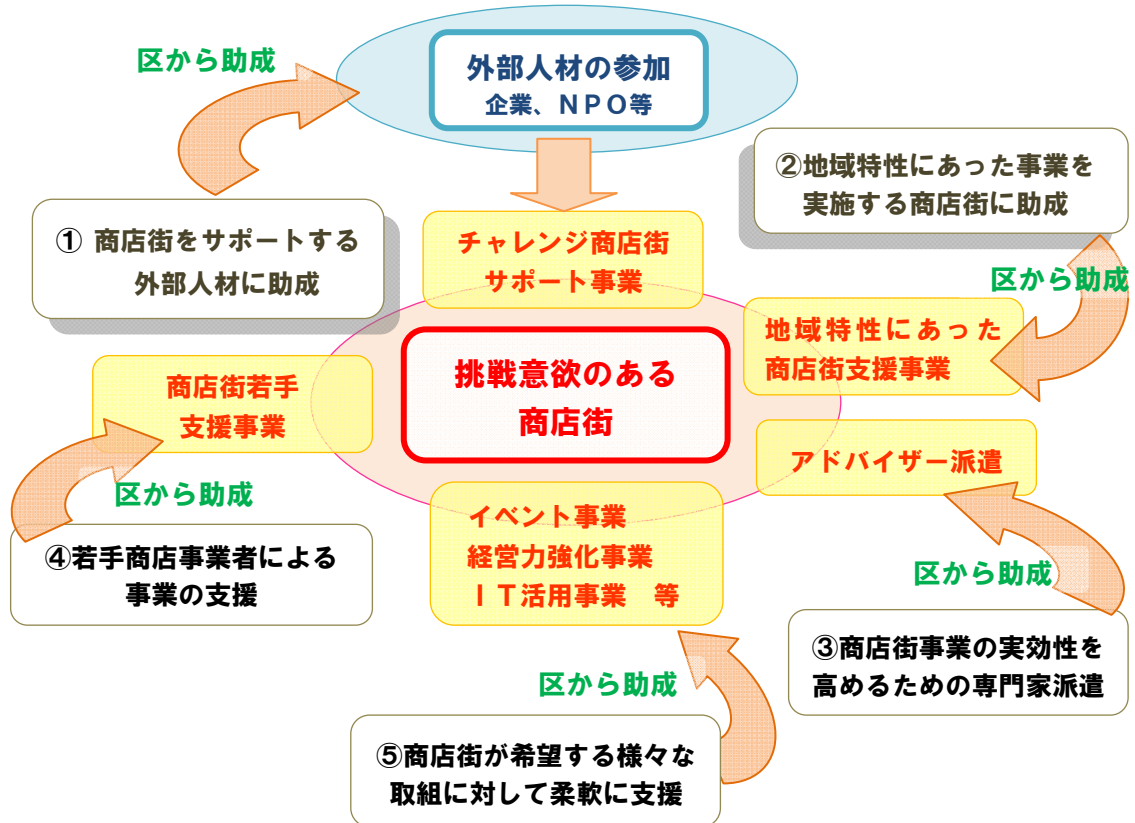 区から助成
外部人材の参加
企業、ＮＰＯ等
②地域特性にあった事業を
実施する商店街に助成
① 商店街をサポートする
外部人材に助成
チャレンジ商店街
サポート事業
区から助成
地域特性にあった
商店街支援事業
挑戦意欲のある
商店街
商店街若手
支援事業
アドバイザー派遣
区から助成
イベント事業
経営力強化事業
ＩＴ活用事業　等
④若手商店事業者による
事業の支援
区から助成
③商店街事業の実効性を
高めるための専門家派遣
区から助成
⑤商店街が希望する様々な
取組に対して柔軟に支援